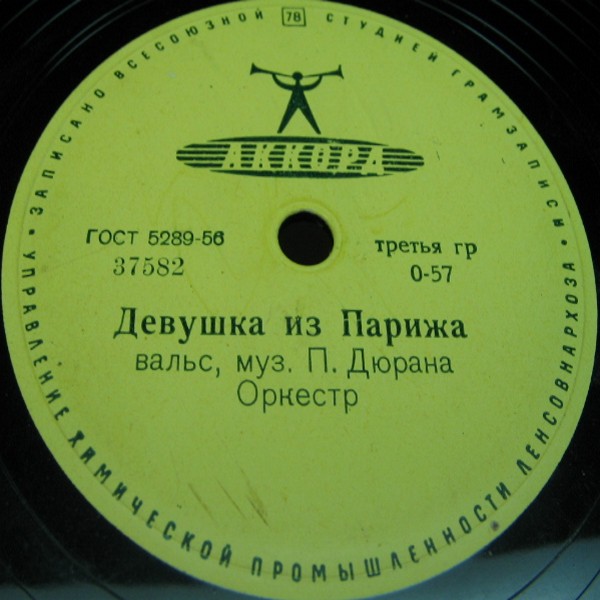 ЗАПИСАНО ВСЕСОЮЗНОЙ 78 СТУДИЕЙ ГРАМЗАПИСИ
АККОРД
ГОСТ 5289-56
37582
третья гр
0-57
Девушка из Парижа
вальс, муз. П. Дюрана
Оркестр
УПРАВЛЕНИЕ ХИМИЧЕСКОЙ ПРОМЫШЛЕННОСТИ ЛЕНСОВНАРХОЗА